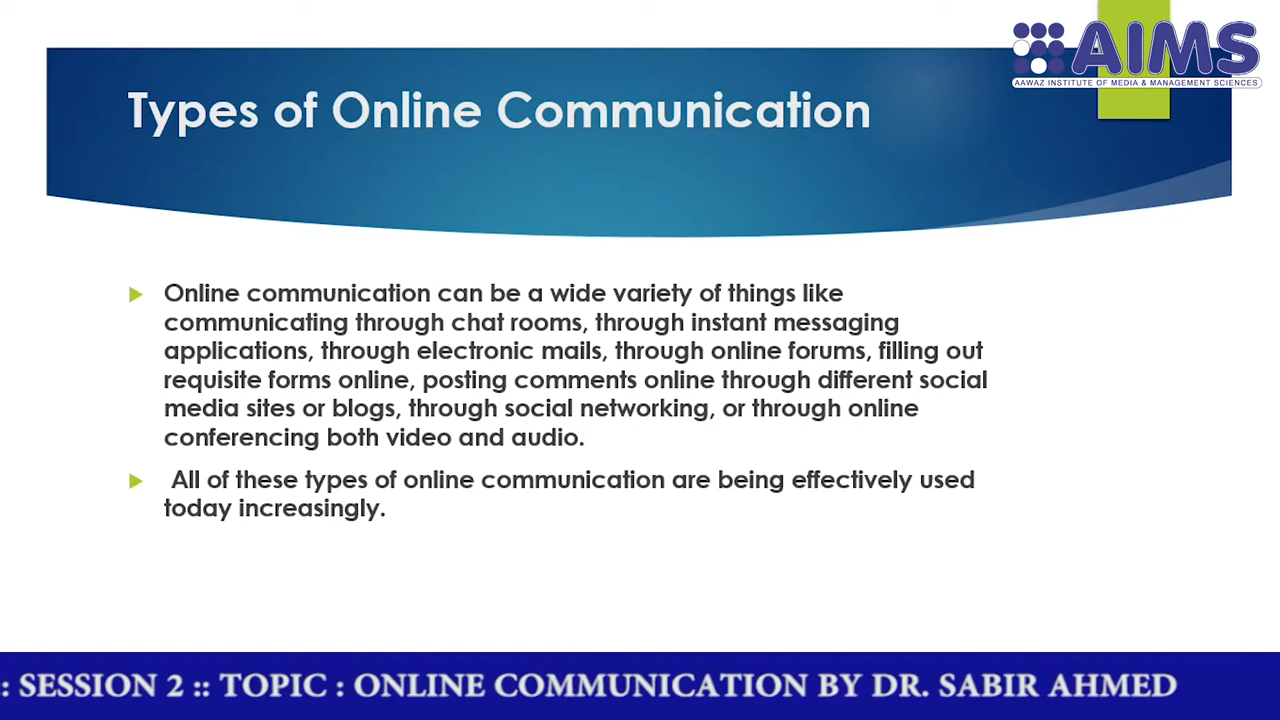 AIMS
AAWAZ INSTITUTE OF MEDIA & MANAGEMENT SCIENCES
Types of Online Communication
Online communication can be a wide variety of things like
communicating through chat rooms, through instant messaging
applications, through electronic mails, through online forums, filling out
requisite forms online, posting comments online through different social
media sites or blogs, through social networking, or through online
conferencing both video and audio.
All of these types of online communication are being effectively used
today increasingly.
:: SESSION 2 :: TOPIC : ONLINE COMMUNICATION BY DR. SABIR AHMED